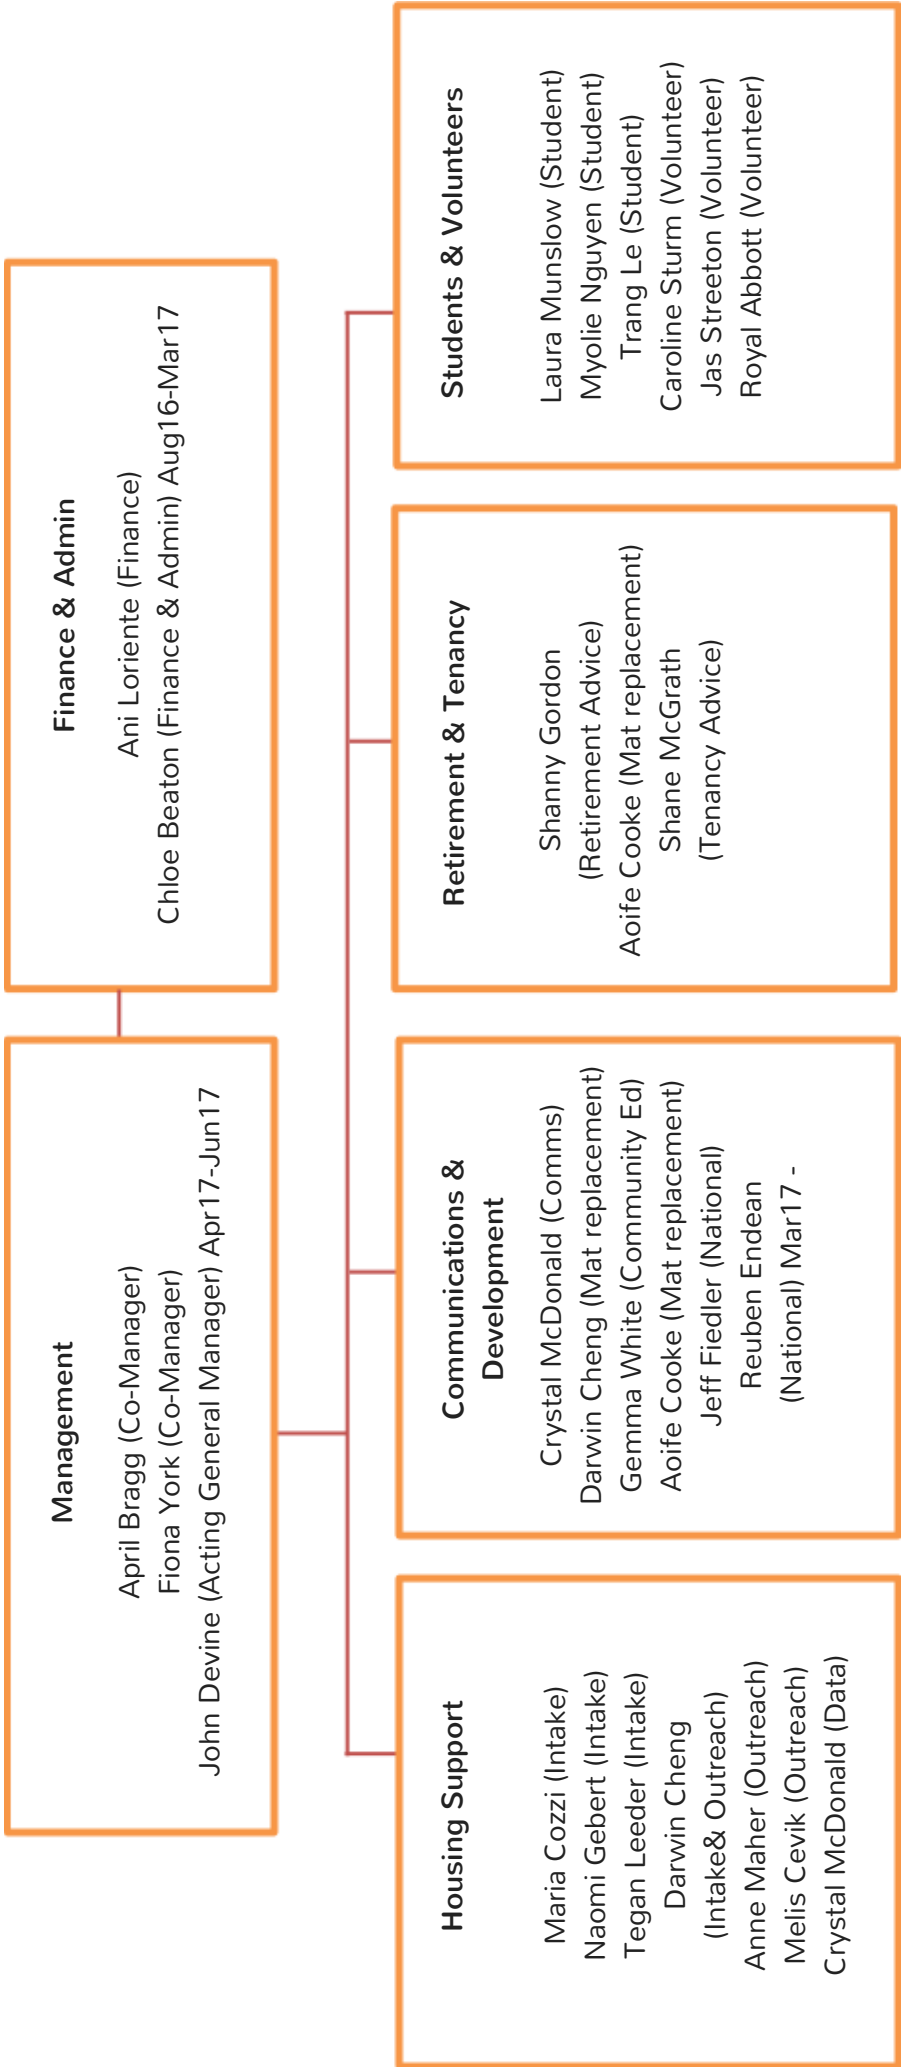 Management
April Bragg (Co-Manager)
Fiona York (Co-Manager)
John Devine (Acting General Manager) Apr17-Jun17
Finance & Admin
Ani Loriente (Finance)
Chloe Beaton (Finance & Admin) Aug16-Mar17
Housing Support
Maria Cozzi (Intake)
Naomi Gebert (Intake)
Tegan Leeder (Intake)
Darwin Cheng
(Intake& Outreach)
Anne Maher (Outreach)
Melis Cevik (Outreach)
Crystal McDonald (Data)
Communications &
Development
Crystal McDonald (Comms)
Darwin Cheng (Mat replacement)
Gemma White (Community Ed)
Aoife Cooke (Mat replacement)
Jeff Fiedler (National)
Reuben Endean
(National) Mar17 -
Retirement & Tenancy
Shanny Gordon
(Retirement Advice)
Aoife Cooke (Mat replacement)
Shane McGrath
(Tenancy Advice)
Students & Volunteers
Laura Munslow (Student)
Myolie Nguyen (Student)
Trang Le (Student)
Caroline Sturm (Volunteer)
Jas Streeton (Volunteer)
Royal Abbott (Volunteer)